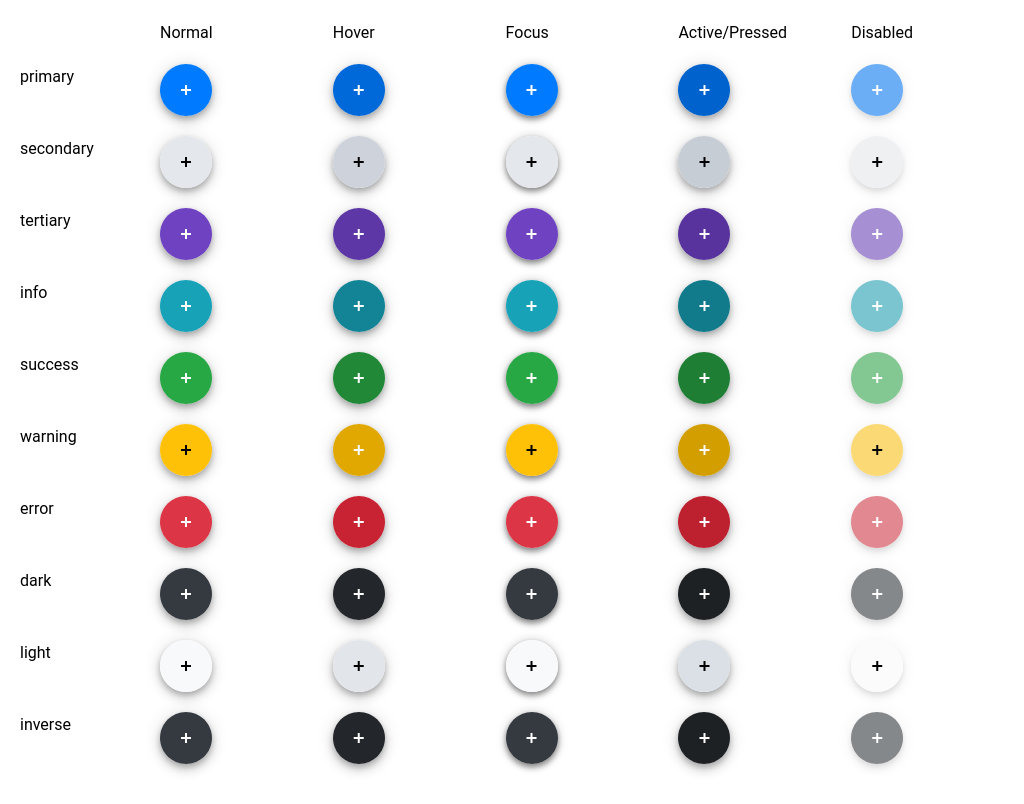 Normal Hover Focus Active/Pressed Disabled
primary + + + + +
secondary + + + + +
tertiary + + + + +
info + + + + +
success + + + + +
warning + + + + +
error + + + + +
dark + + + + +
light + + + + +
inverse + + + + +